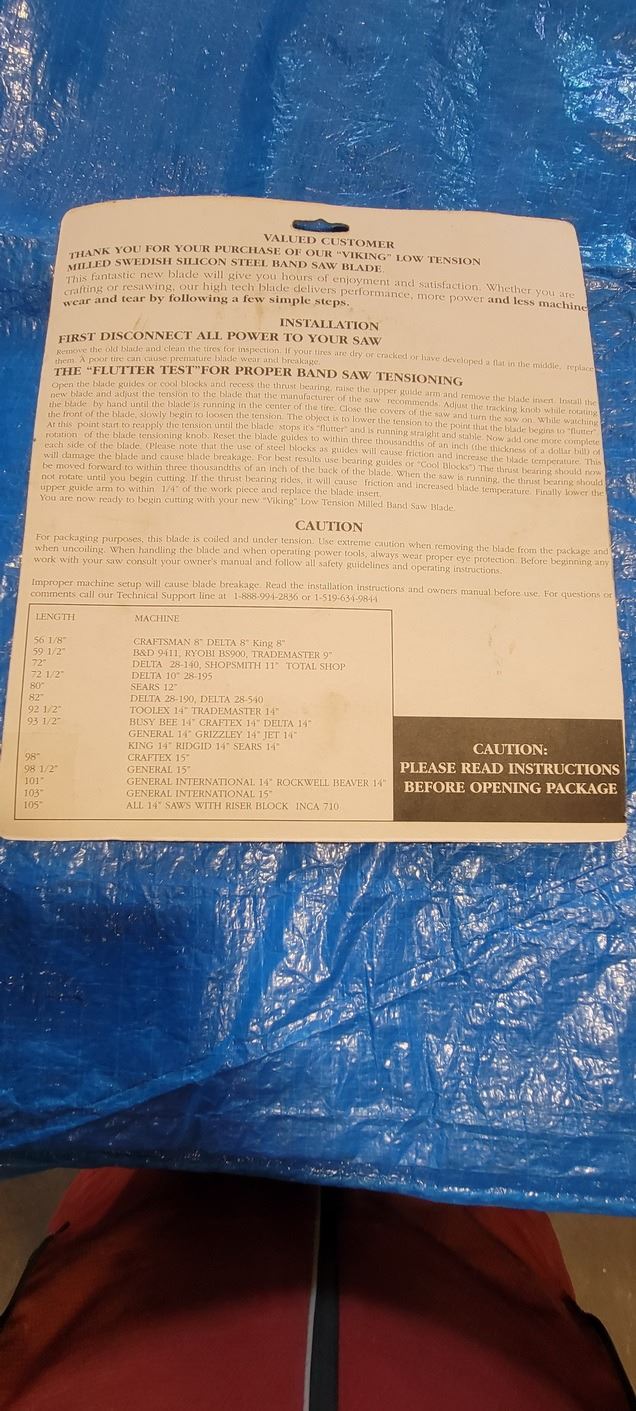 VALUED CUSTOMER
THANK YOU FOR YOUR PURCHASE OF OUR "VIKING" LOW TENSION
MILLED SWEDISH SILICON STEEL BAND SAW BLADE.
This fantastic new blade will give you hours of enjoyment and satisfaction. Whether you are
crafting or resawing, our high tech blade delivers performance, more power and less machine
wear and tear by following a few simple steps.
INSTALLATION
FIRST DISCONNECT ALL POWER TO YOUR SAW
Remove the old blade and clean the tires for inspection. If your tires are dry or cracked or have developed a flat in the middle, replace
them. A poor tire can cause premature blade wear and breakage.
THE "FLUTTER TEST"FOR PROPER BAND SAW TENSIONING
Open the blade guides or cool blocks and recess the thrust bearing, raise the upper guide arm and remove the blade insert. Install the
new blade and adjust the tension to the blade that the manufacturer of the saw recommends. Adjust the tracking knob while rotating
the blade by hand until the blade is running in the center of the tire. Close the covers of the saw and turn the saw on. While watching
the front of the blade, slowly begin to loosen the tension. The object is to lower the tension to the point that the blade begins to "flutter".
At this point start to reapply the tension until the blade stops it's "flutter" and is running straight and stable. Now add one more complete
rotation of the blade tensioning knob. Reset the blade guides to within three thousandths of an inch (the thickness of a dollar bill) of
each side of the blade. (Please note that the use of steel blocks as guides will cause friction and increase the blade temperature. This
will damage the blade and cause blade breakage. For best results use bearing guides or "Cool Blocks") The thrust bearing should now
be moved forward to within three thousandths of an inch of the back of the blade. When the saw is running, the thrust bearing should
not rotate until you begin cutting. If the thrust bearing rides, it will cause friction and increased blade temperature. Finally lower the
upper guide arm to within 1/4" of the work piece and replace the blade insert.
You are now ready to begin cutting with your new "Viking" Low Tension Milled Band Saw Blade.
CAUTION
For packaging purposes, this blade is coiled and under tension. Use extreme caution when removing the blade from the package and
when uncoiling. When handling the blade and when operating power tools, always wear proper eye protection. Before beginning any
work with your saw consult your owner's manual and follow all safety guidelines and operating instructions.
Improper machine setup will cause blade breakage. Read the installation instructions and owners manual before use. For questions or
comments call our Technical Support line at 1-888-994-2836 or 1-519-634-9844
LENGTH MACHINE
56 1/8" CRAFTSMAN 8" DELTA 8" King 8"
59 1/2" B&D 9411, RYOBI BS900, TRADEMASTER 9"
72" DELTA 28-140, SHOPSMITH 11" TOTAL SHOP
72 1/2" DELTA 10" 28-195
80" SEARS 12"
82" DELTA 28-190, DELTA 28-540
92 1/2" TOOLEX 14" TRADEMASTER 14"
93 1/2" BUSY BEE 14" CRAFTEX 14" DELTA 14"
GENERAL 14" GRIZZLEY 14" JET 14"
KING 14" RIDGID 14" SEARS 14"
98" CRAFTEX 15"
98 1/2" GENERAL 15"
101" GENERAL INTERNATIONAL 14" ROCKWELL BEAVER 14"
103" GENERAL INTERNATIONAL 15"
105" ALL 14" SAWS WITH RISER BLOCK INCA 710
CAUTION:
PLEASE READ INSTRUCTIONS
BEFORE OPENING PACKAGE